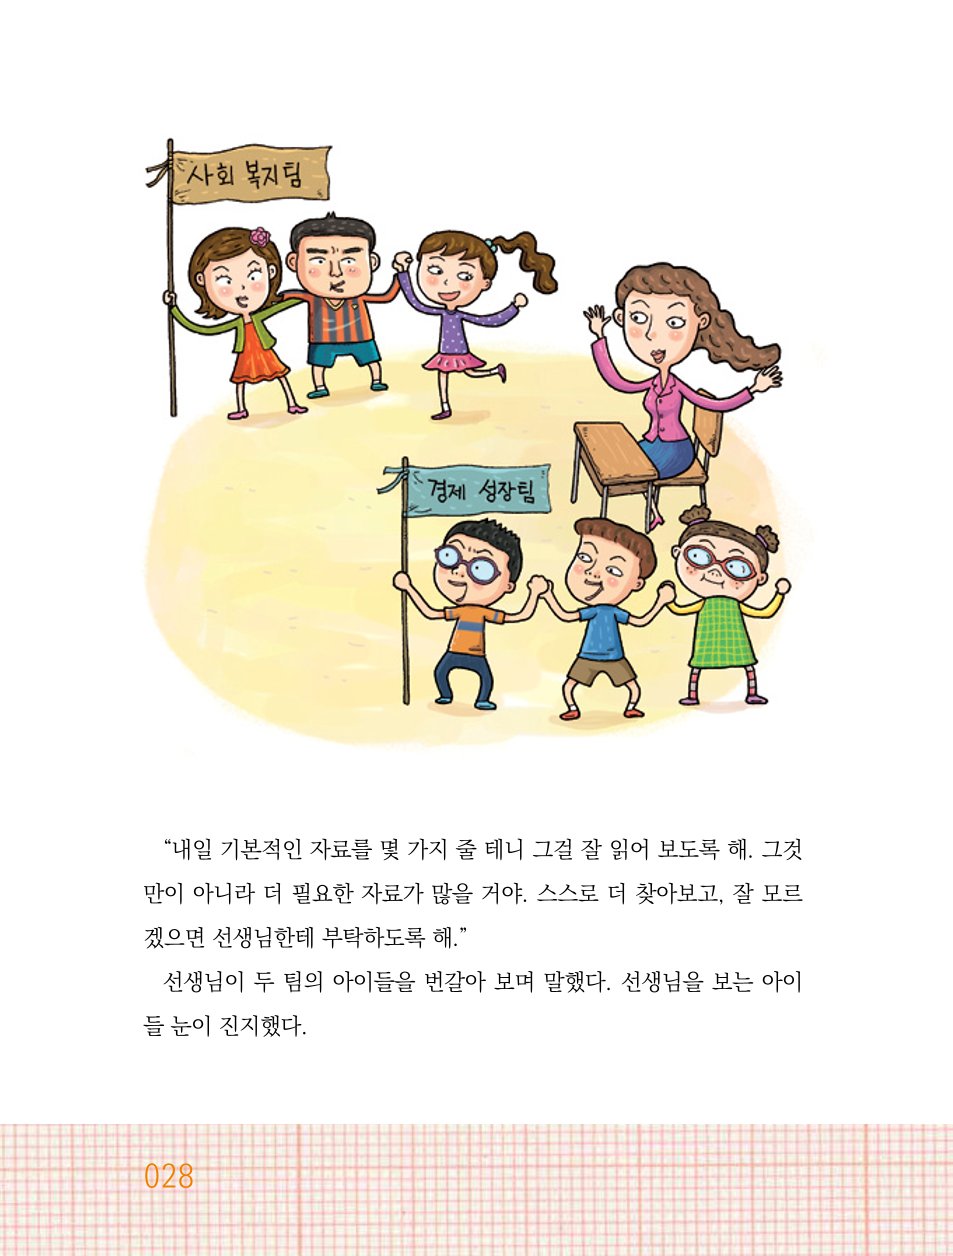 사회 복지팀
경제 성장팀
“내일 기본적인 자료를 몇 가지 줄 테니 그걸 잘 읽어 보도록 해. 그것
만이 아니라 더 필요한 자료가 많을 거야. 스스로 더 찾아보고, 잘 모르
겠으면 선생님한테 부탁하도록 해.”
선생님이 두 팀의 아이들을 번갈아 보며 말했다. 선생님을 보는 아이
들 눈이 진지했다.
028